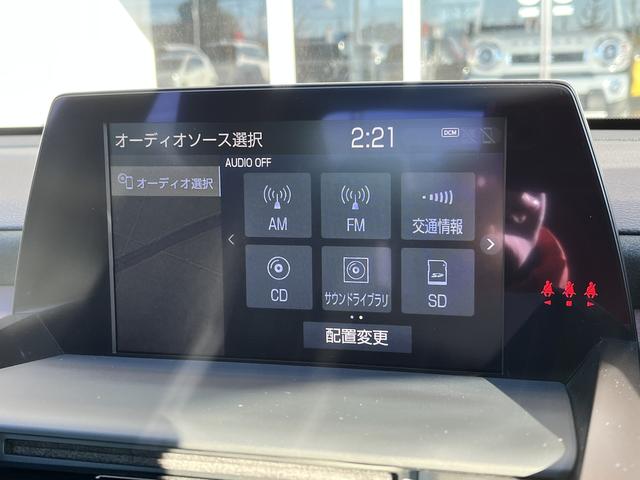 オーディオソース選択
2:21
DCM
AUDIO OFF
オーディオ選択
AM
FM
交通情報
CD
サウンドライブラリ
SD
配置変更